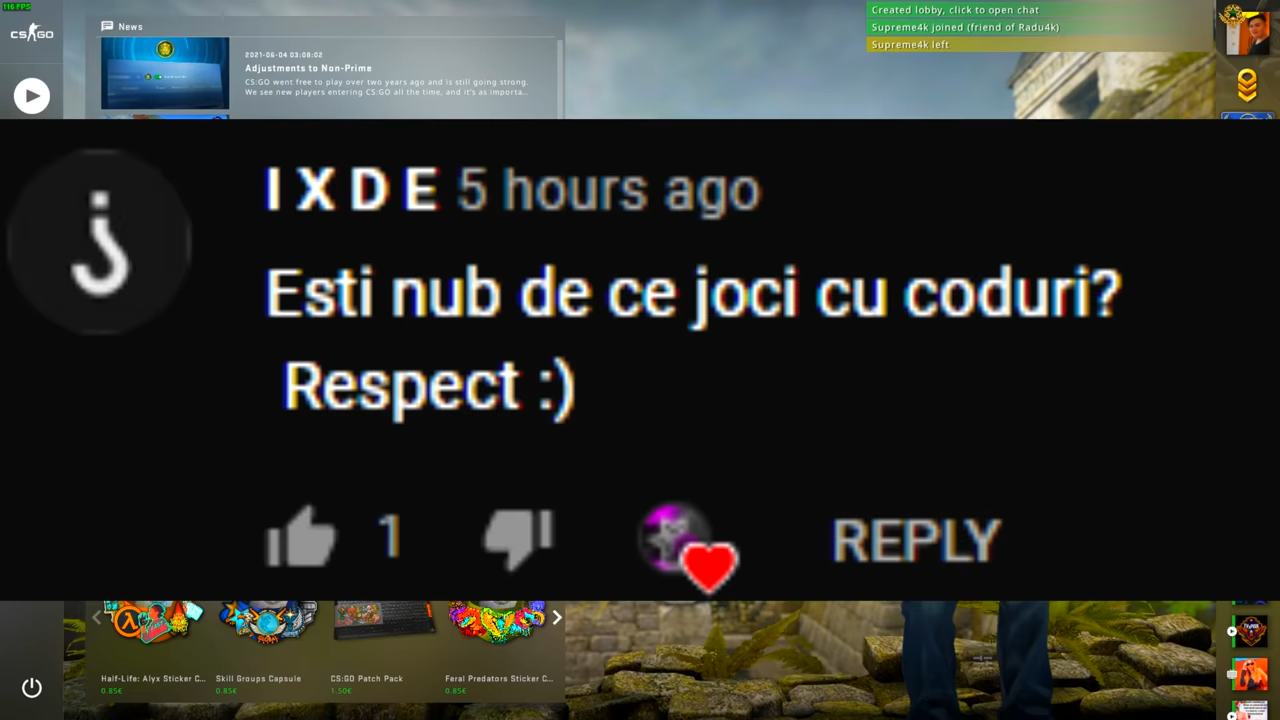 116 FPS
CS:GO
News
2021-06-04 03:08:02
Adjustments to Non-Prime
CS:GO went free to play over two years ago and is still going strong.
We see new players entering CS:GO all the time, and it's as importa...
Created lobby, click to open chat
Supreme4k joined (friend of Radu4k)
Supreme4k left
I X D E 5 hours ago
Esti nub de ce joci cu coduri?
Respect :)
1
REPLY
Half-Life: Alyx Sticker C...
0.85€
Skill Groups Capsule
0.85€
CS:GO Patch Pack
1.50€
Feral Predators Sticker C...
0.85€